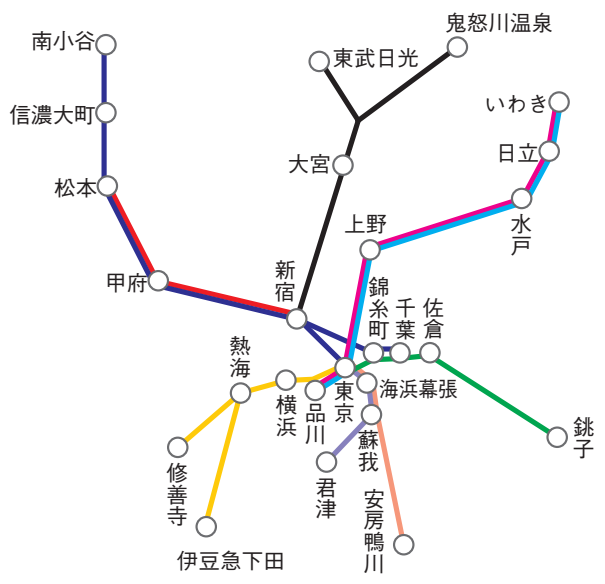 鬼怒川温泉
南小谷
東武日光
いわき
信濃大町
日立
大宮
松本
水戸
上野
新宿
甲府
錦糸町
千葉
佐倉
熱海
海浜幕張
横浜
品川
東京
銚子
蘇我
修善寺
君津
安房鴨川
伊豆急下田